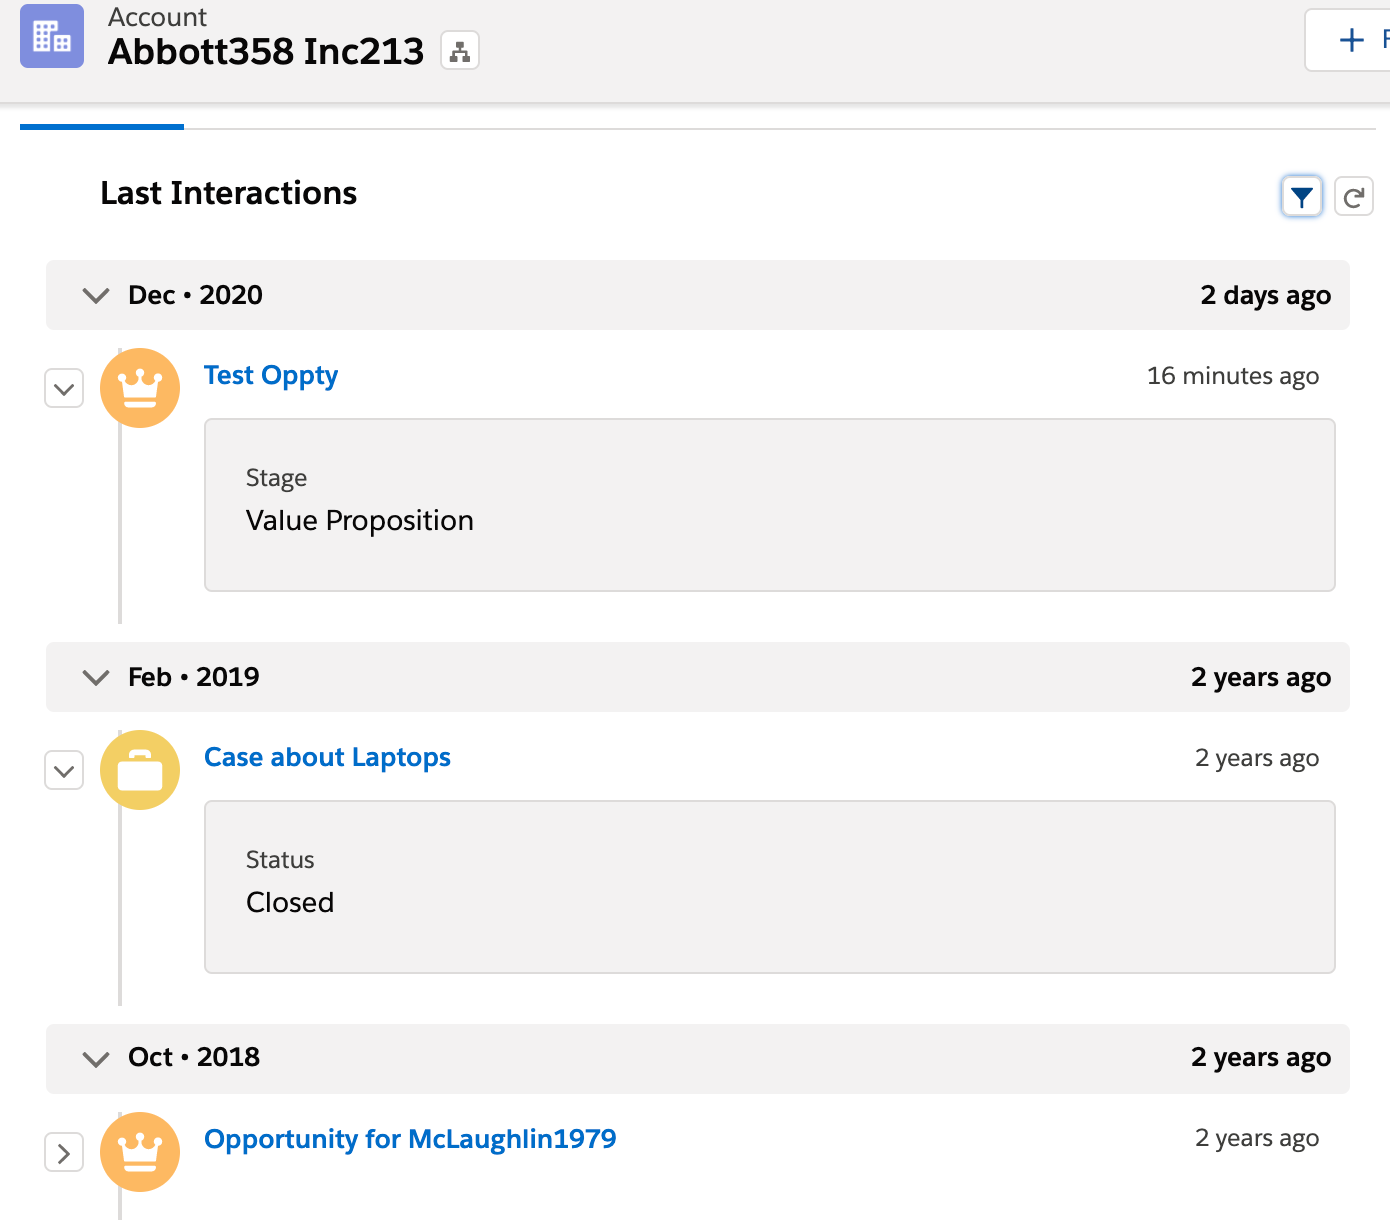 Account
Abbott358 Inc213
Last Interactions
Dec • 2020
2 days ago
Test Oppty
16 minutes ago
Stage
Value Proposition
Feb • 2019
2 years ago
Case about Laptops
2 years ago
Status
Closed
Oct • 2018
2 years ago
Opportunity for McLaughlin1979
2 years ago